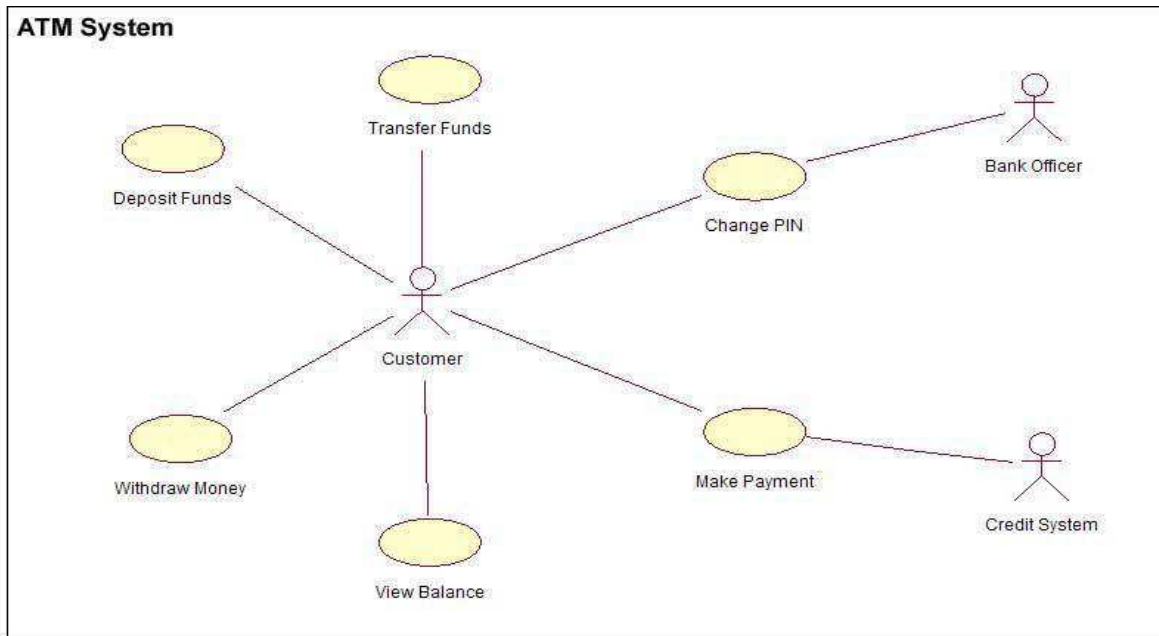 ATM System
Transfer Funds
Bank Officer
Deposit Funds
Change PIN
Customer
Withdraw Money
Make Payment
Credit System
View Balance